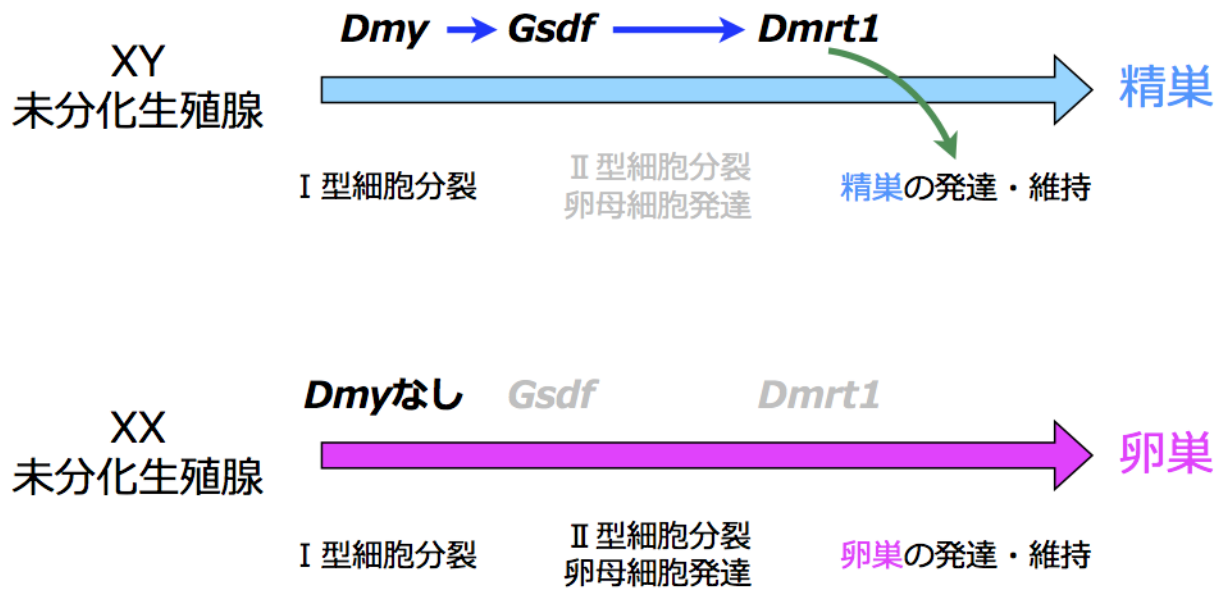 Dmy Gsdf Dmrt1
XY
未分化生殖腺
精巣
Ⅰ型細胞分裂
Ⅱ型細胞分裂
卵母細胞発達
精巣の発達・維持
Dmyなし Gsdf Dmrt1
XX
未分化生殖腺
卵巣
Ⅰ型細胞分裂
Ⅱ型細胞分裂
卵母細胞発達
卵巣の発達・維持